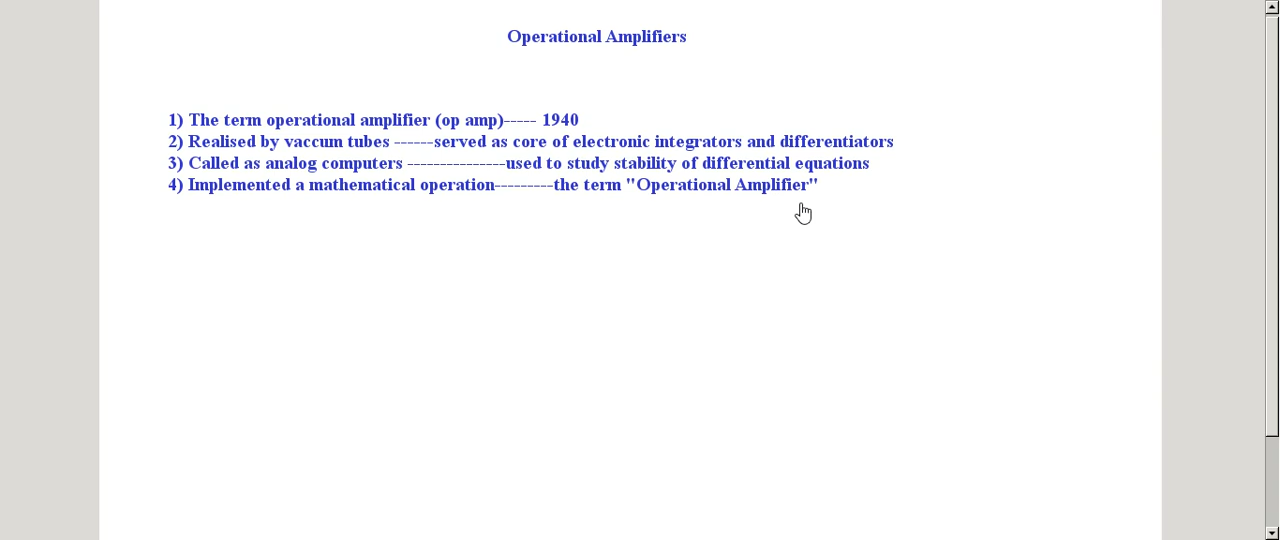 Operational Amplifiers
1) The term operational amplifier (op amp)----- 1940
2) Realised by vaccum tubes ------served as core of electronic integrators and differentiators
3) Called as analog computers ---------------used to study stability of differential equations
4) Implemented a mathematical operation---------the term "Operational Amplifier"